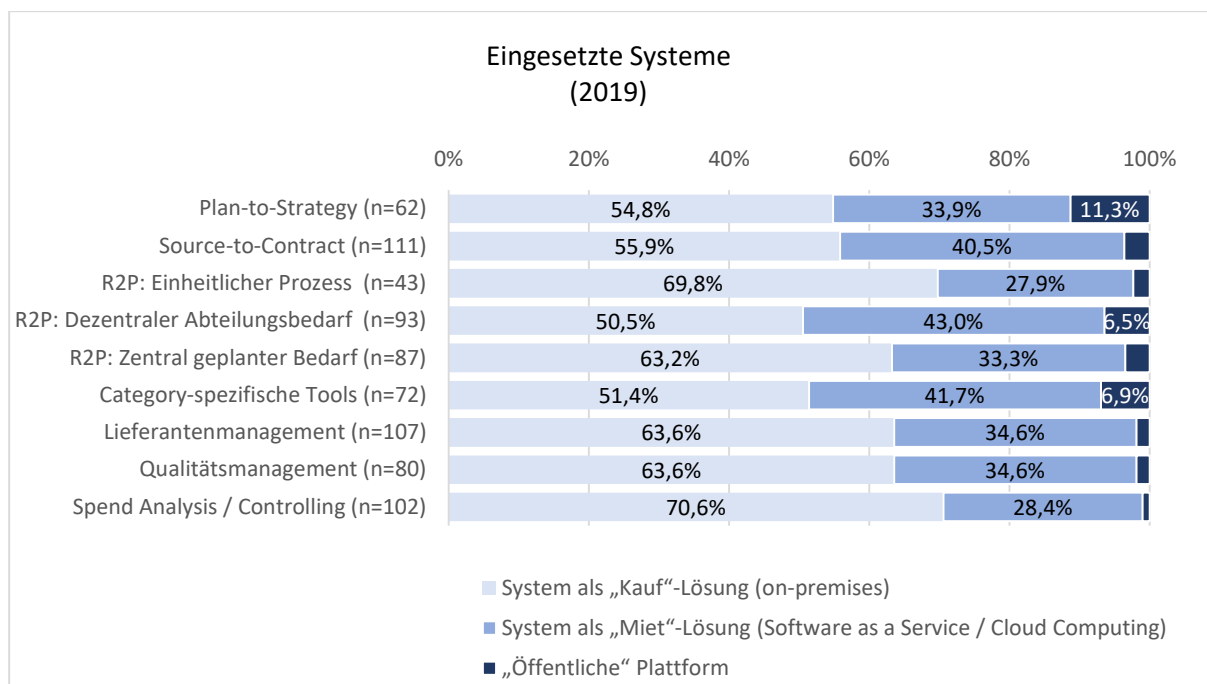 Eingesetzte Systeme
(2019)
0% 20% 40% 60% 80% 100%
Plan-to-Strategy (n=62) 54,8% 33,9% 11,3%
Source-to-Contract (n=111) 55,9% 40,5%
R2P: Einheitlicher Prozess (n=43) 69,8% 27,9%
R2P: Dezentraler Abteilungsbedarf (n=93) 50,5% 43,0% 6,5%
R2P: Zentral geplanter Bedarf (n=87) 63,2% 33,3%
Category-spezifische Tools (n=72) 51,4% 41,7% 6,9%
Lieferantenmanagement (n=107) 63,6% 34,6%
Qualitätsmanagement (n=80) 63,6% 34,6%
Spend Analysis / Controlling (n=102) 70,6% 28,4%
System als „Kauf“-Lösung (on-premises)
System als „Miet“-Lösung (Software as a Service / Cloud Computing)
„Öffentliche“ Plattform